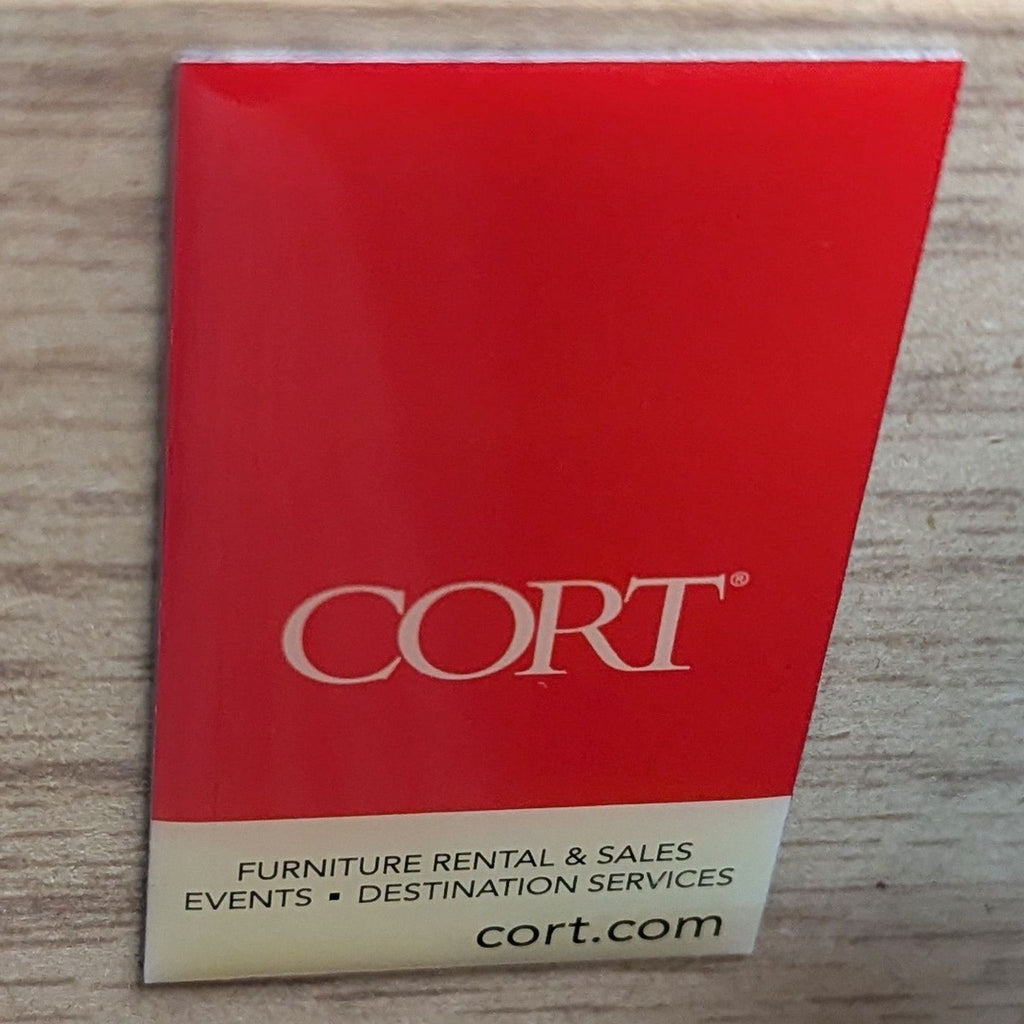 CORT®
FURNITURE RENTAL & SALES
EVENTS ▪ DESTINATION SERVICES
cort.com